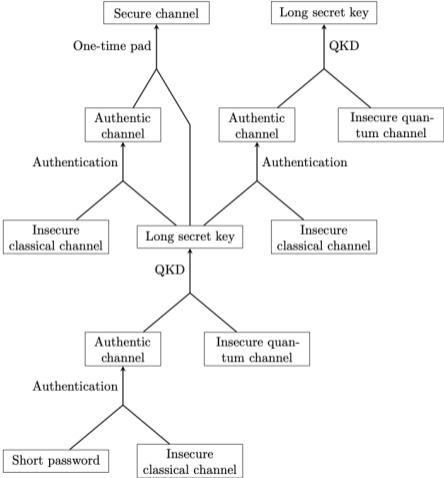 Secure channel
Long secret key
One-time pad
QKD
Authentic
channel
Authentic
channel
Insecure quan-
tum channel
Authentication
Authentication
Insecure
classical channel
Long secret key
Insecure
classical channel
QKD
Authentic
channel
Insecure quan-
tum channel
Authentication
Short password
Insecure
classical channel